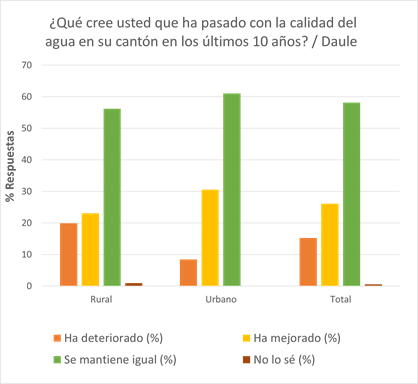 ¿Qué cree usted que ha pasado con la calidad del
agua en su cantón en los últimos 10 años? / Daule
70
60
50
40
30
20
10
0
% Respuestas
Rural
Urbano
Total
Ha deteriorado (%)
Ha mejorado (%)
Se mantiene igual (%)
No lo sé (%)